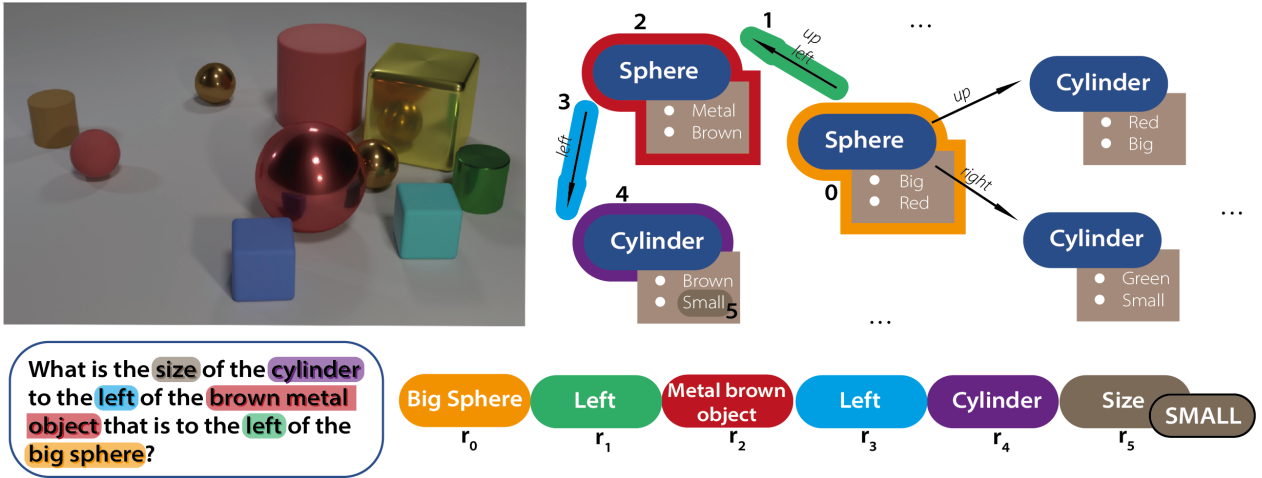 2
1
...
up
left
Sphere
Cylinder
3
Metal
Brown
up
Red
Big
left
Sphere
right
0
Big
Red
4
...
Cylinder
Cylinder
Brown
Small
5
Green
Small
...
What is the size of the cylinder
to the left of the brown metal
object that is to the left of the
big sphere?
Big Sphere
Left
Metal brown
object
Left
Cylinder
Size
SMALL
r0
r1
r2
r3
r4
r5